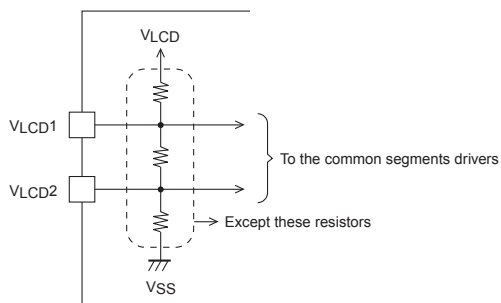 VLCD
VLCD1
To the common segments drivers
VLCD2
Except these resistors
VSS